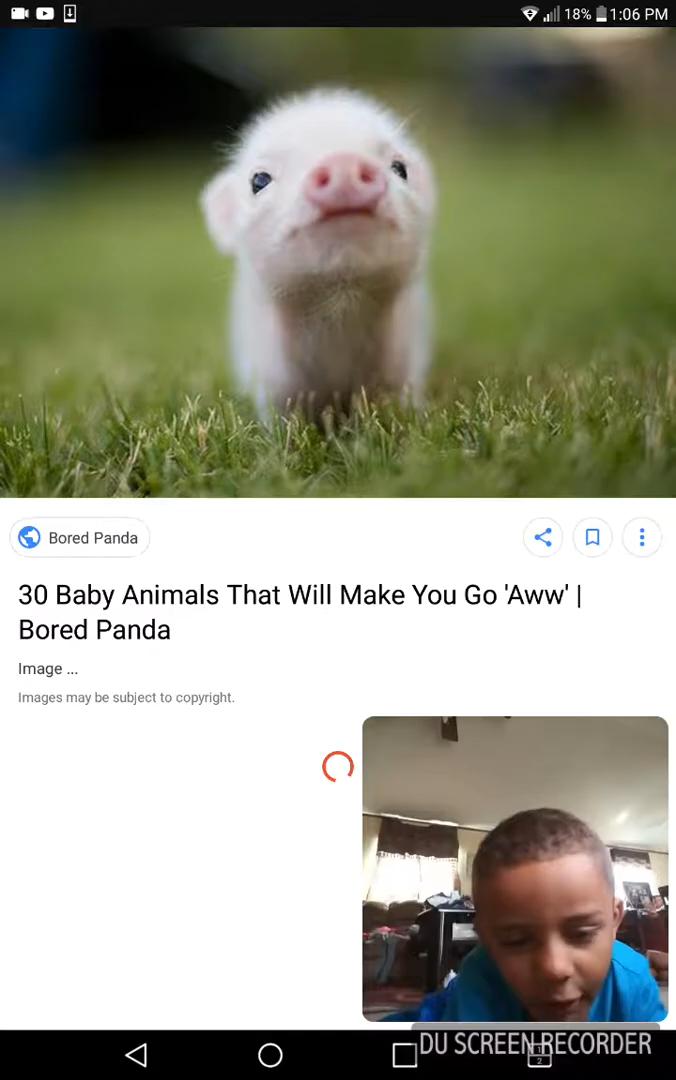 18% 1:06 PM
Bored Panda
30 Baby Animals That Will Make You Go 'Aww' |
Bored Panda
Image ...
Images may be subject to copyright.
DU SCREEN RECORDER
2